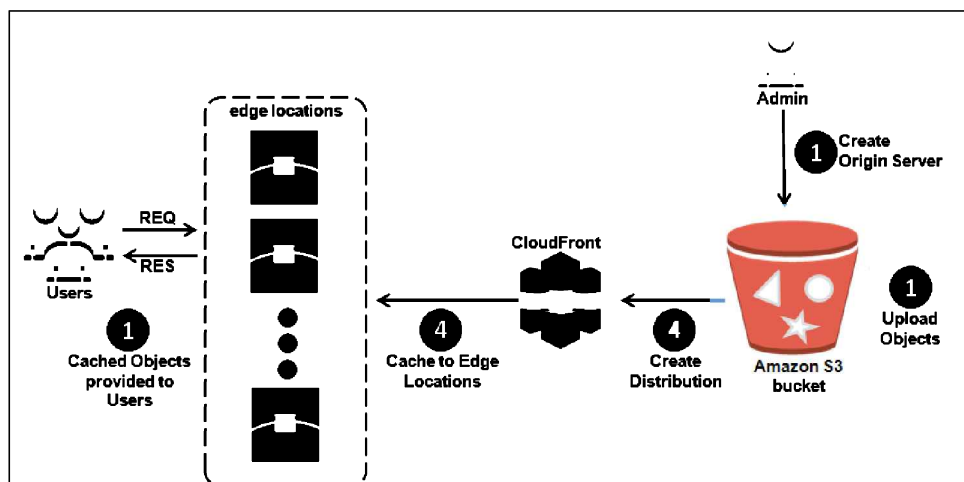 Admin
1
Create
Origin Server
edge locations
REQ
RES
Users
1
Cached Objects
provided to
Users
CloudFront
4
Cache to Edge
Locations
4
Create
Distribution
Amazon S3
bucket
1
Upload
Objects